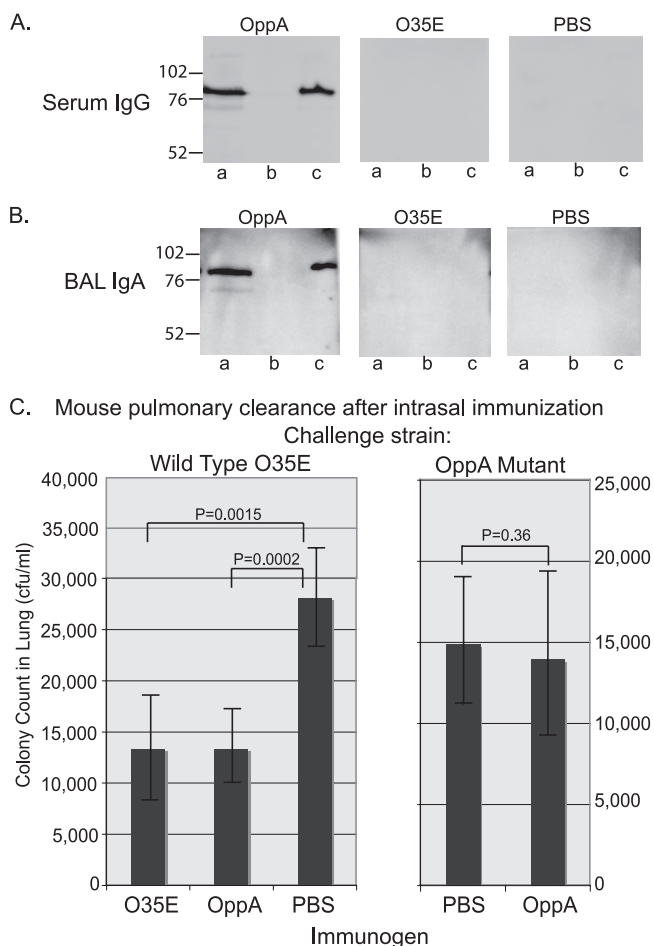 A.
OppA O35E PBS
Serum IgG
102
76
52
a b c a b c a b c
B.
OppA O35E PBS
BAL IgA
102
76
52
a b c a b c a b c
C. Mouse pulmonary clearance after intrasal immunization
Challenge strain:
Wild Type O35E OppA Mutant
Colony Count in Lung (cfu/ml)
40,000
35,000
30,000
25,000
20,000
15,000
10,000
5,000
0
P=0.0015
P=0.0002
O35E OppA PBS
P=0.36
25,000
20,000
15,000
10,000
5,000
0
PBS OppA
Immunogen